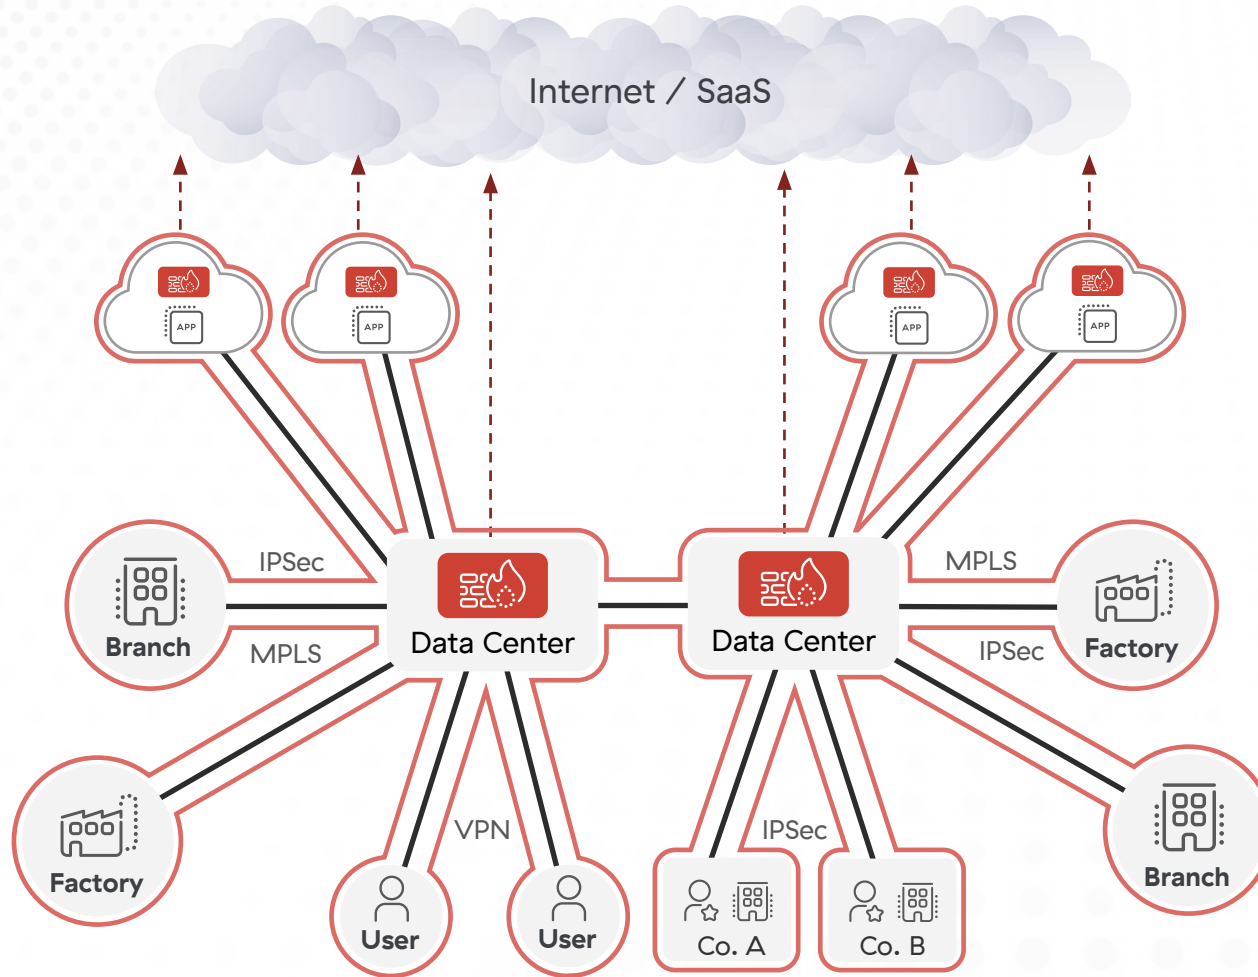 Internet / SaaS
APP
APP
APP
APP
IPSec
MPLS
Branch
Data Center
Data Center
Factory
MPLS
IPSec
VPN
IPSec
Factory
Branch
User
User
Co. A
Co. B